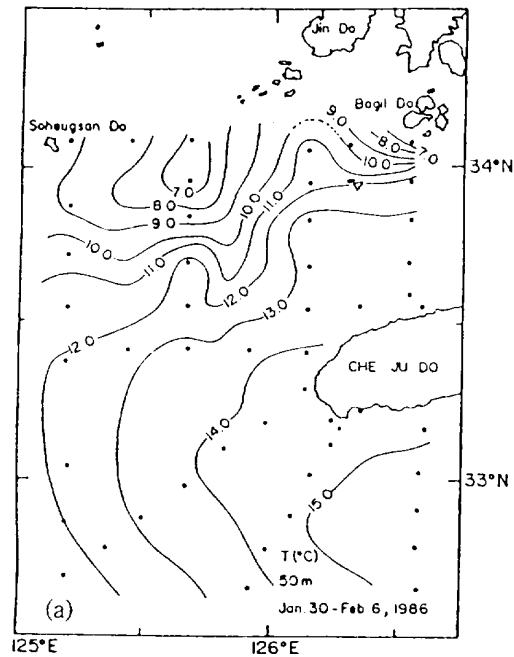 Jin Do
Bagil Do
Soheugsan Do
9.0
8.0
7.0
10.0
34°N
7.0
8.0
9.0
10.0
11.0
10.0
11.0
12.0
13.0
12.0
CHE JU DO
14.0
33°N
15.0
T(°C)
50m
(a)
Jan. 30-Feb 6, 1986
125°E
126°E